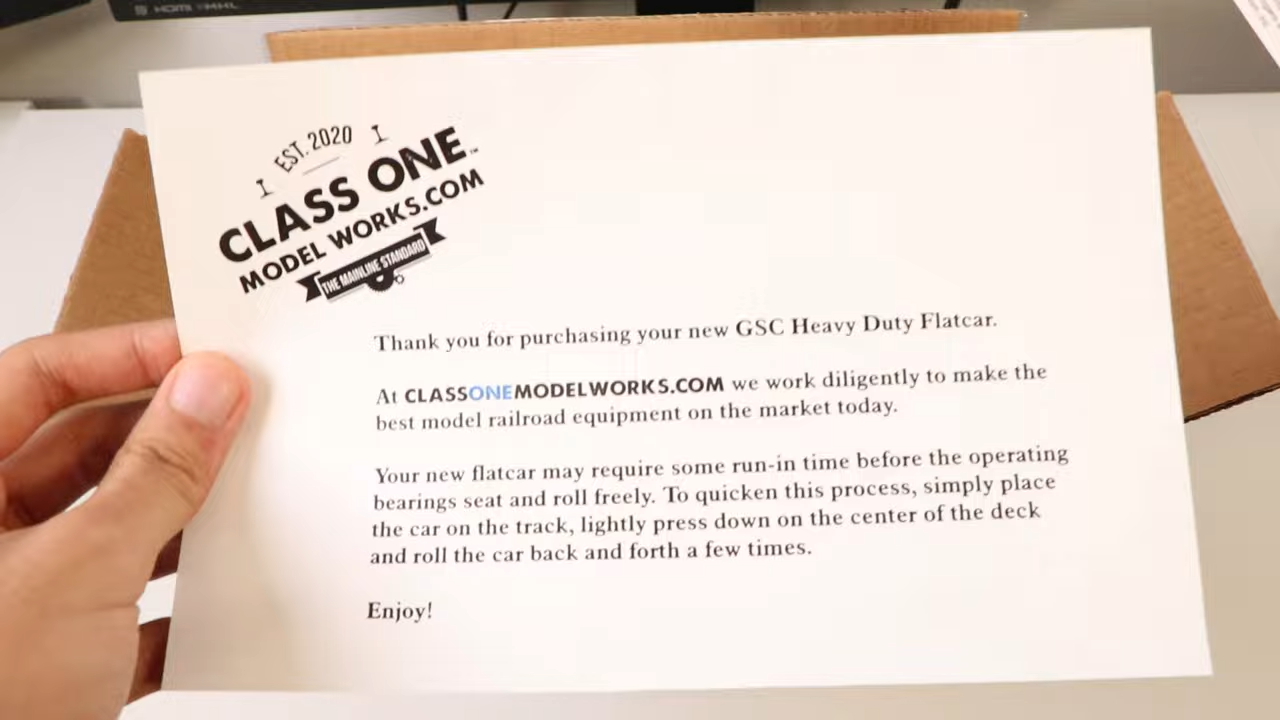 HDMI MHL
EST. 2020
CLASS ONE™
MODEL WORKS.COM
THE MAINLINE STANDARD
Thank you for purchasing your new GSC Heavy Duty Flatcar.
At CLASSONEMODELWORKS.COM we work diligently to make the
best model railroad equipment on the market today.
Your new flatcar may require some run-in time before the operating
bearings seat and roll freely. To quicken this process, simply place
the car on the track, lightly press down on the center of the deck
and roll the car back and forth a few times.
Enjoy!